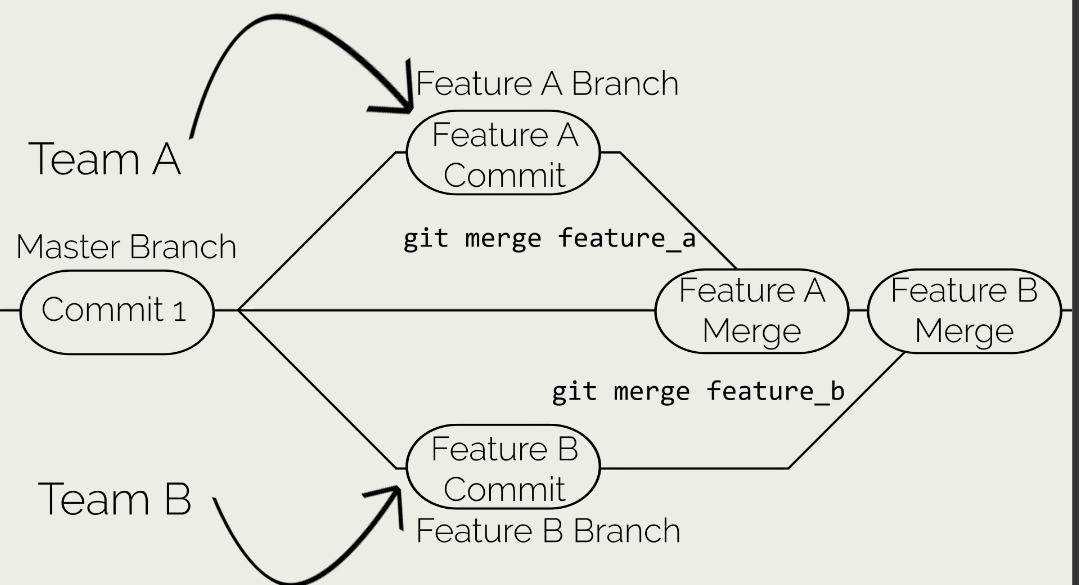 Feature A Branch
Team A
Feature A
Commit
git merge feature_a
Master Branch
Commit 1
Feature A
Merge
Feature B
Merge
git merge feature_b
Feature B
Commit
Team B
Feature B Branch